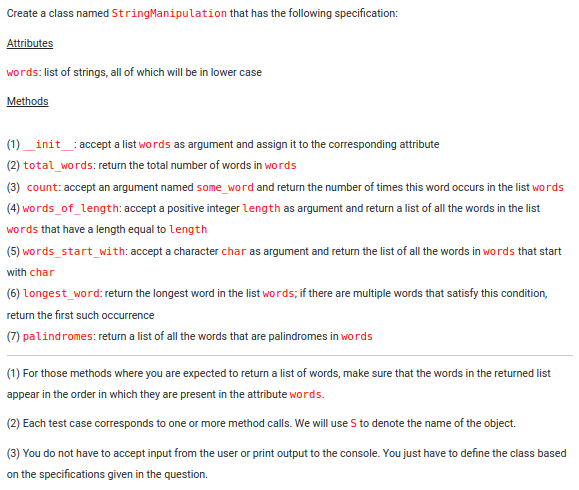 Create a class named StringManipulation that has the following specification:
Attributes
words: list of strings, all of which will be in lower case
Methods
(1) __init__: accept a list words as argument and assign it to the corresponding attribute
(2) total_words: return the total number of words in words
(3) count: accept an argument named some_word and return the number of times this word occurs in the list words
(4) words_of_length: accept a positive integer length as argument and return a list of all the words in the list
words that have a length equal to length
(5) words_start_with: accept a character char as argument and return the list of all the words in words that start
with char
(6) longest_word: return the longest word in the list words; if there are multiple words that satisfy this condition,
return the first such occurrence
(7) palindromes: return a list of all the words that are palindromes in words
(1) For those methods where you are expected to return a list of words, make sure that the words in the returned list
appear in the order in which they are present in the attribute words.
(2) Each test case corresponds to one or more method calls. We will use S to denote the name of the object.
(3) You do not have to accept input from the user or print output to the console. You just have to define the class based
on the specifications given in the question.